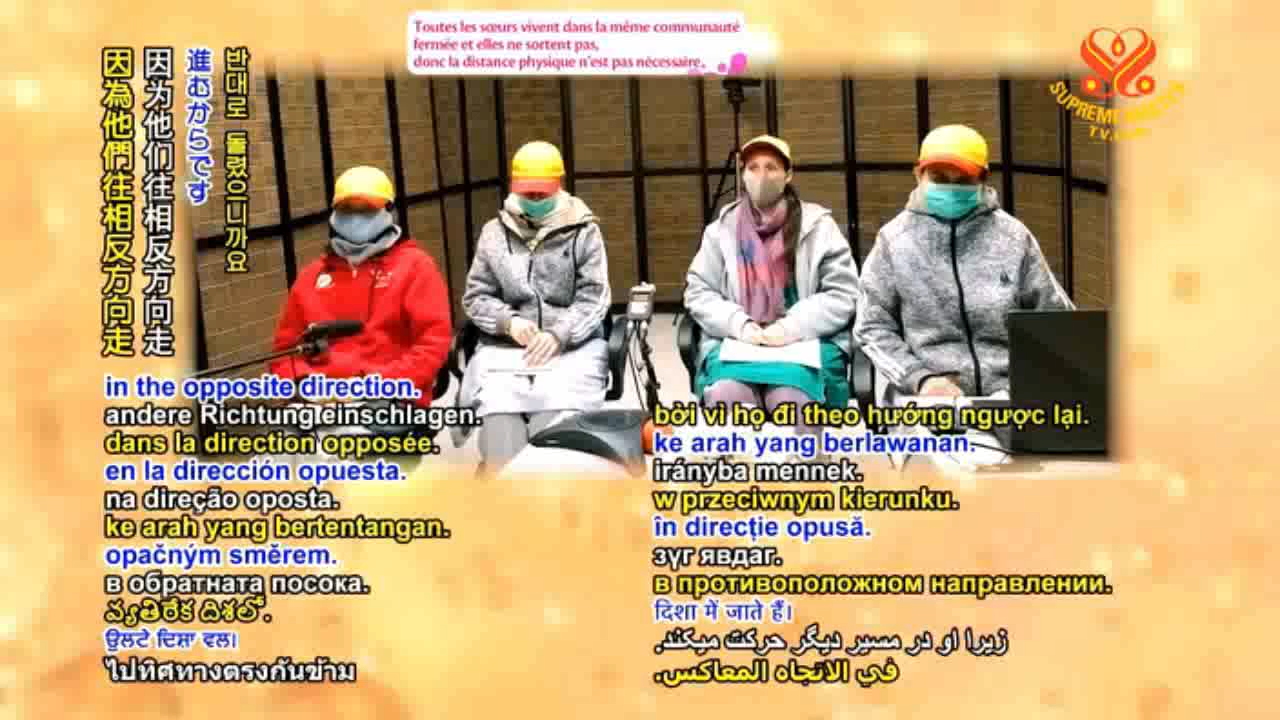 Toutes les sœurs vivent dans la même communauté
fermée et elles ne sortent pas,
donc la distance physique n'est pas nécessaire.
반대로 돌렸으니까요
進むからです
因为他们往相反方向走
因為他們往相反方向走
in the opposite direction.
andere Richtung einschlagen.
dans la direction opposée.
en la dirección opuesta.
na direção oposta.
ke arah yang bertentangan.
opačným směrem.
в обратната посока.
వ్యతిరేక దిశలో.
ਉਲਟੇ ਦਿਸ਼ਾ ਵਲ।
ไปทิศทางตรงกันข้าม
bởi vì họ đi theo hướng ngược lại.
ke arah yang berlawanan.
irányba mennek.
w przeciwnym kierunku.
în direcție opusă.
зүг явдаг.
в противоположном направлении.
दिशा में जाते हैं।
زیرا او در مسیر دیگر حرکت میکند.
في الاتجاه المعاكس.
SUPREME
TV